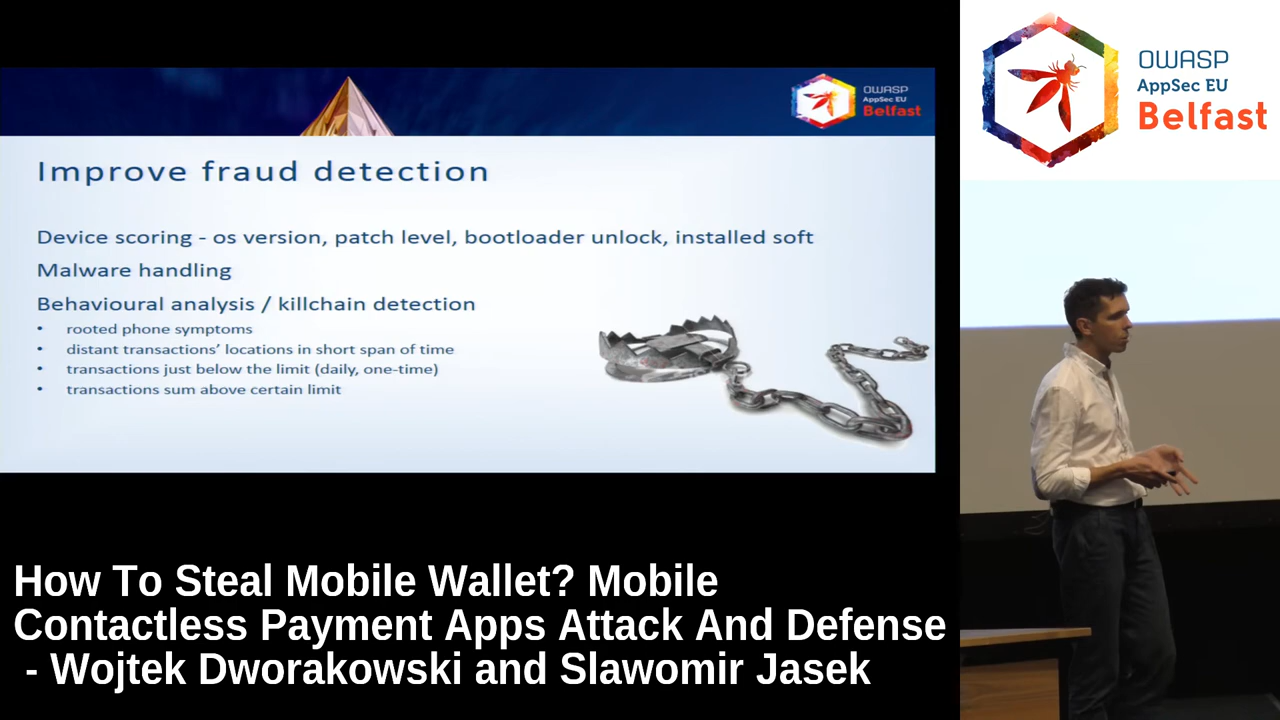 OWASP
AppSec EU
Belfast
Improve fraud detection
Device scoring - os version, patch level, bootloader unlock, installed soft
Malware handling
Behavioural analysis / killchain detection
• rooted phone symptoms
• distant transactions' locations in short span of time
• transactions just below the limit (daily, one-time)
• transactions sum above certain limit
OWASP
AppSec EU
Belfast
How To Steal Mobile Wallet? Mobile
Contactless Payment Apps Attack And Defense
- Wojtek Dworakowski and Slawomir Jasek